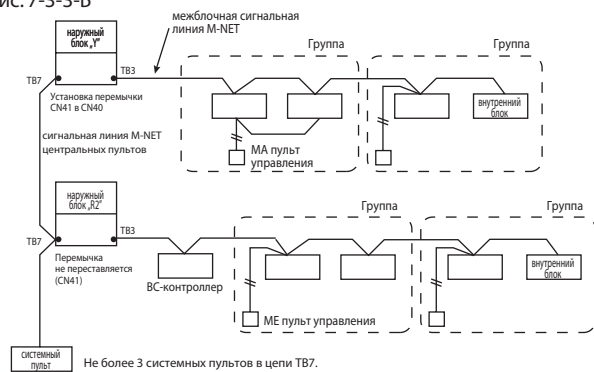 ис. 7-3-3-Б
межблочная сигнальная
линия M-NET
наружный
блок „Y"
Группа
Группа
TB7
TB3
Установка перемычки
CN41 в CN40
внутренний
блок
сигнальная линия M-NET
центральных пультов
МА пульт
управления
наружный
блок „R2"
Группа
Группа
TB7
TB3
Перемычка
не переставляется
(CN41)
ВС-контроллер
внутренний
блок
МЕ пульт управления
системный
пульт
Не более 3 системных пультов в цепи ТВ7.